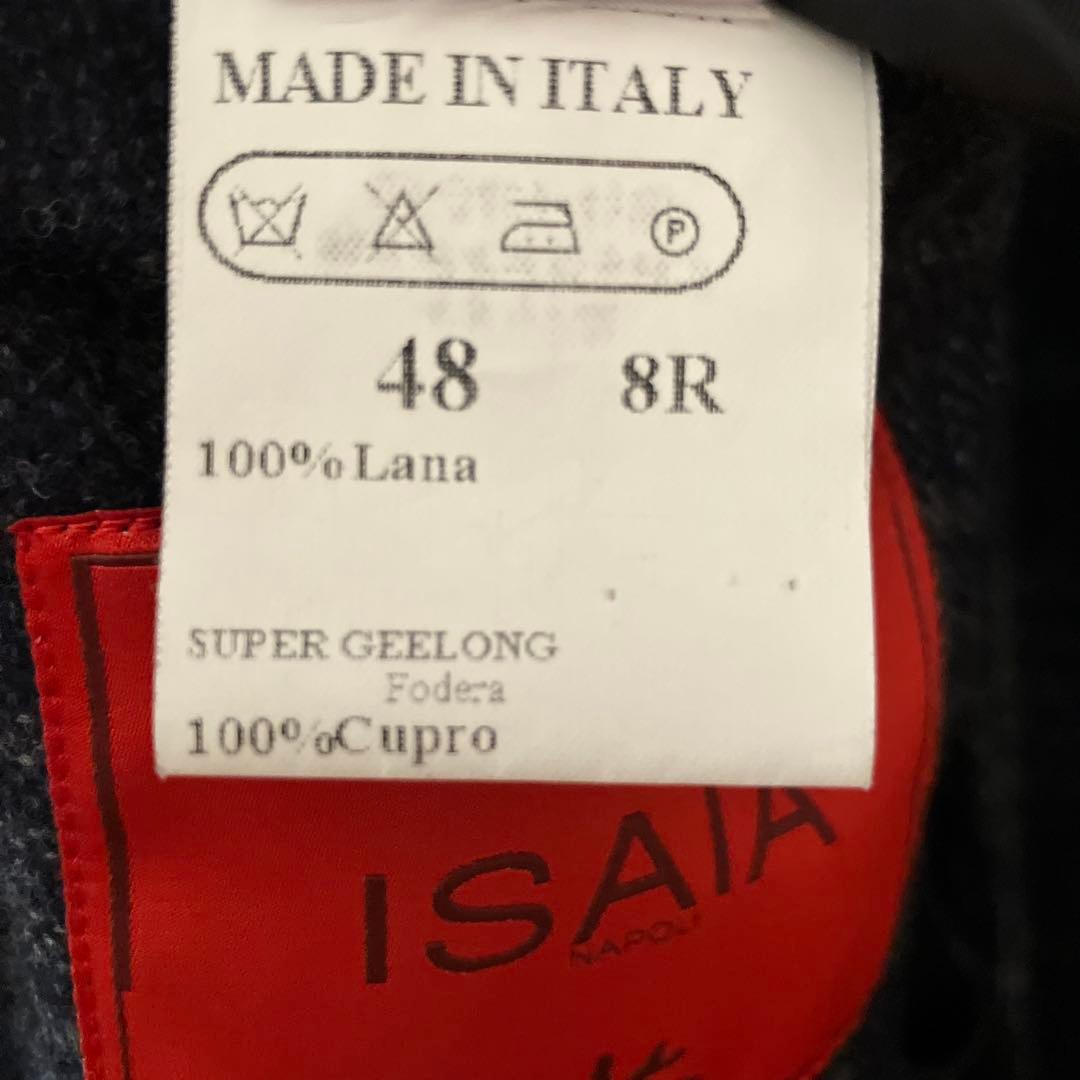 MADE IN ITALY
P
48 8R
100% Lana
SUPER GEELONG
Fodera
100%Cupro
ISAIA
NAPOLI